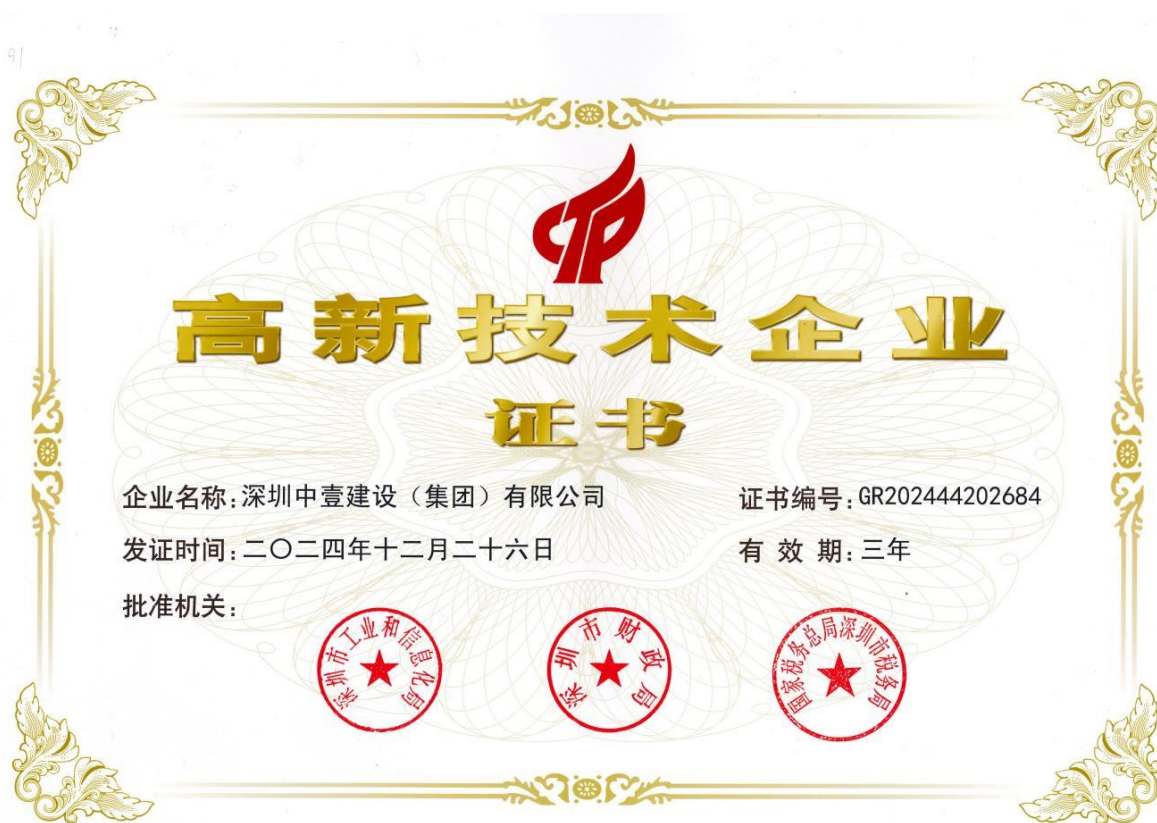 高新技术企业
证书
企业名称:深圳中壹建设（集团）有限公司
证书编号:GR202444202684
发证时间:二〇二四年十二月二十六日
有效期:三年
批准机关:
深圳市工业和信息化局
深圳市财政局
国家税务总局深圳市税务局